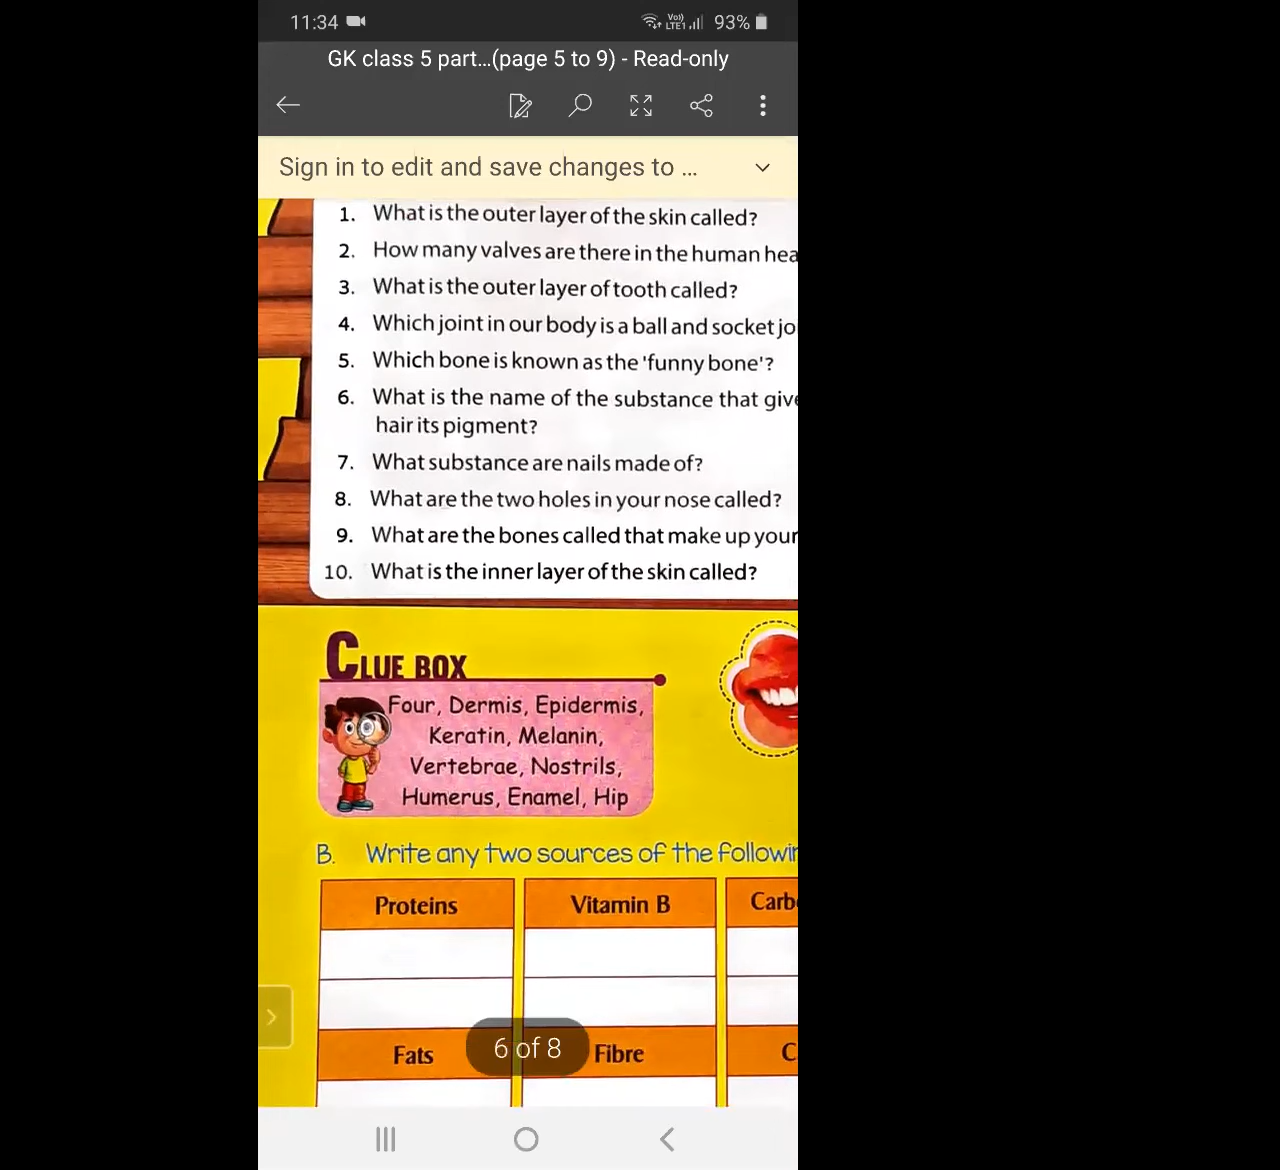 11:34
Vo))
LTE1
93%
GK class 5 part...(page 5 to 9) - Read-only
Sign in to edit and save changes to ...
1. What is the outer layer of the skin called?
2. How many valves are there in the human hea
3. What is the outer layer of tooth called?
4. Which joint in our body is a ball and socket jo
5. Which bone is known as the 'funny bone'?
6. What is the name of the substance that give
hair its pigment?
7. What substance are nails made of?
8. What are the two holes in your nose called?
9. What are the bones called that make up your
10. What is the inner layer of the skin called?
CLUE BOX
Four, Dermis, Epidermis,
Keratin, Melanin,
Vertebrae, Nostrils,
Humerus, Enamel, Hip
B. Write any two sources of the followin
Proteins Vitamin B Carb
Fats Fibre C
6 of 8